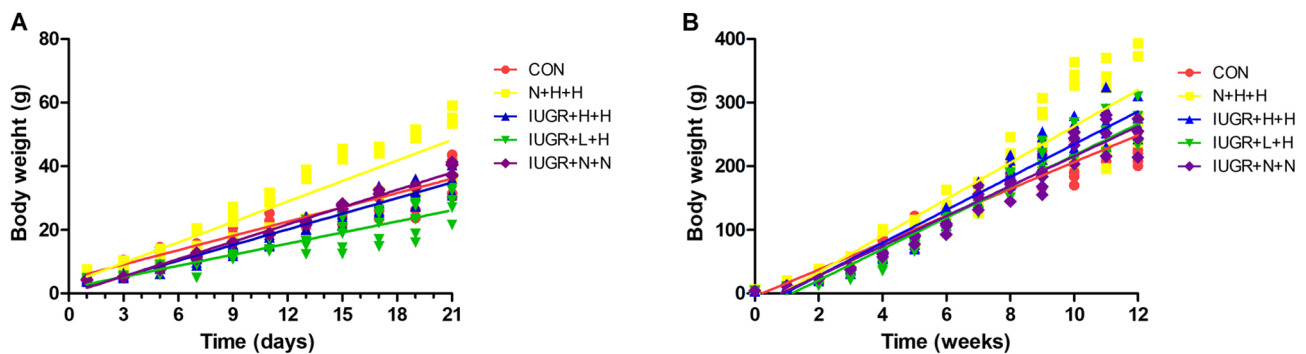 A
Body weight (g)
80
60
40
20
0
0 3 6 9 12 15 18 21
Time (days)
CON
N+H+H
IUGR+H+H
IUGR+L+H
IUGR+N+N
B
Body weight (g)
400
300
200
100
0
0 2 4 6 8 10 12
Time (weeks)
CON
N+H+H
IUGR+H+H
IUGR+L+H
IUGR+N+N